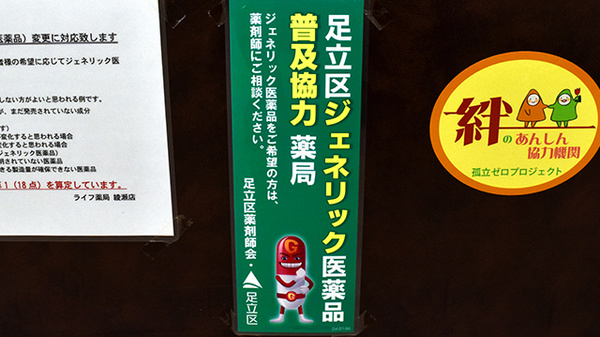 医薬品）変更に対応致します
者様の希望に応じてジェネリック医
しない方がよいと思われる例です。
が、まだ発売されていない成分
す）
変化すると思われる場合
化すると思われる場合
ジェネリック医薬品）
明されていない医薬品
きる製造量が確保できない医薬品
1（18点）を算定しています。
ライフ薬局 綾瀬店
足立区ジェネリック医薬品
普及協力 薬局
ジェネリック医薬品をご希望の方は、
薬剤師にご相談ください。
足立区薬剤師会・足立区
G
G
絆のあんしん
協力機関
孤立ゼロプロジェクト